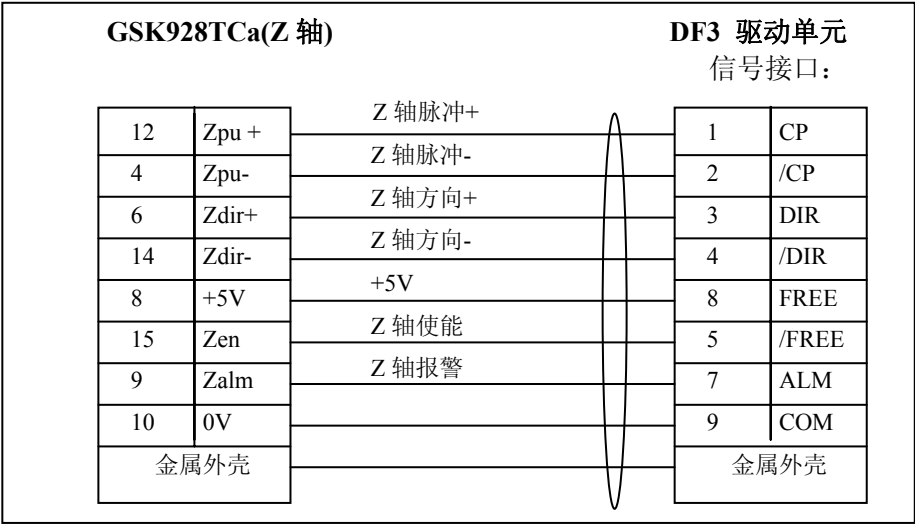 GSK928TCa(Z 轴) DF3 驱动单元
信号接口：
12 Zpu + Z 轴脉冲+ 1 CP
4 Zpu- Z 轴脉冲- 2 /CP
6 Zdir+ Z 轴方向+ 3 DIR
14 Zdir- Z 轴方向- 4 /DIR
8 +5V +5V 8 FREE
15 Zen Z 轴使能 5 /FREE
9 Zalm Z 轴报警 7 ALM
10 0V 9 COM
金属外壳 金属外壳